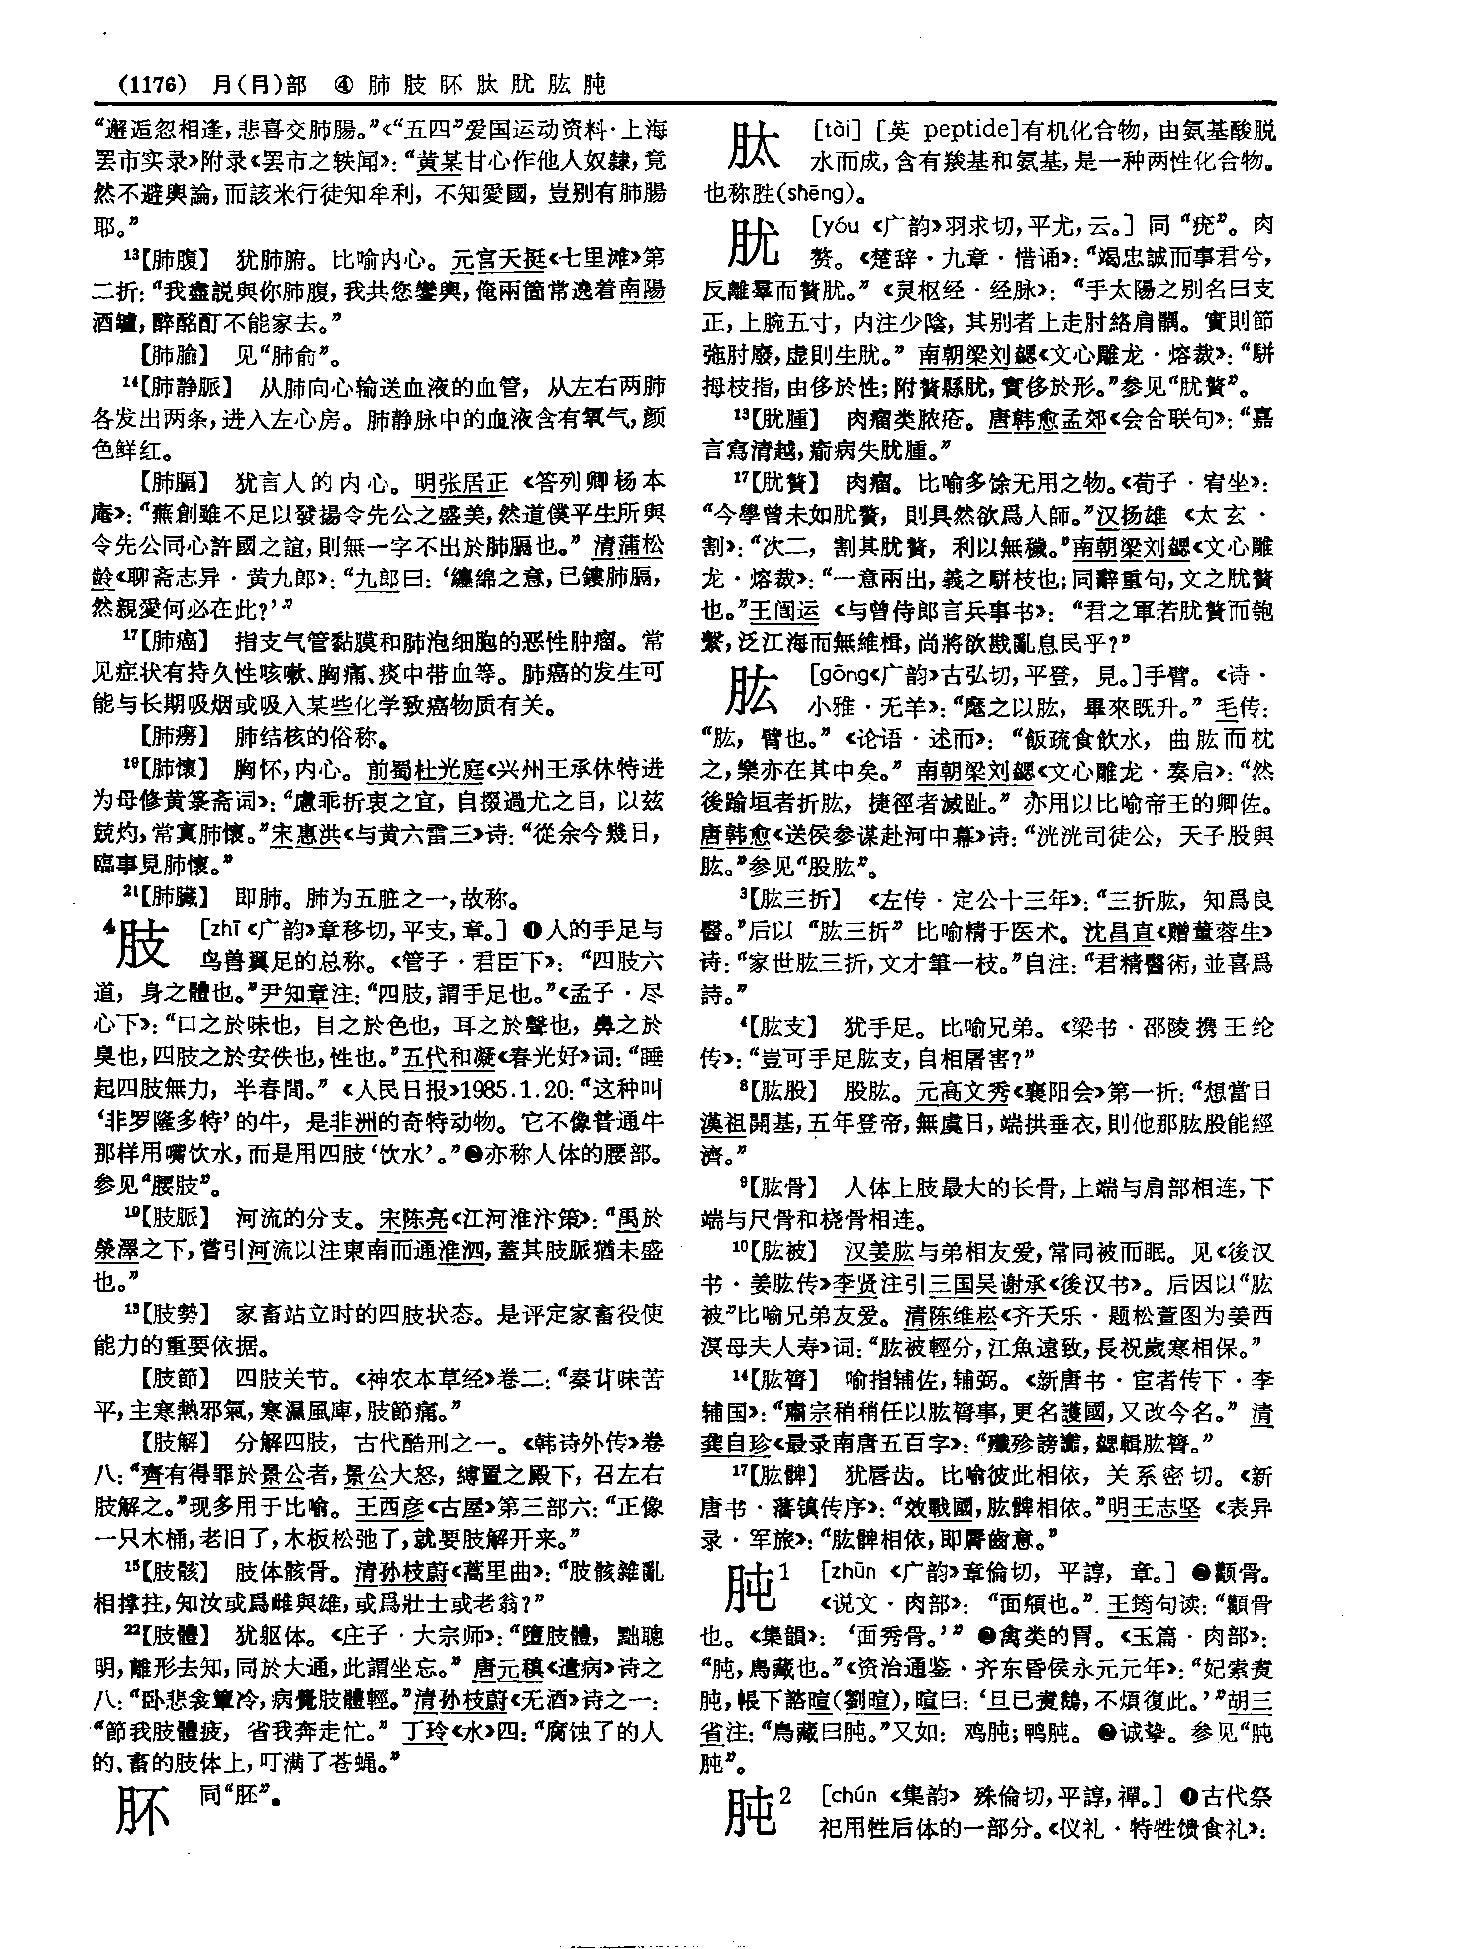 (1176) 月(⺼)部 ④ 肺肢肧肽肬肱肫
“邂逅忽相逢，悲喜交肺腸。”《“五四”爱国运动资料·上海
罢市实录》附录《罢市之轶闻》：“黄某甘心作他人奴隸，竟
然不避輿論，而該米行徒知牟利，不知愛國，豈别有肺腸
耶。”
13【肺腹】 犹肺腑。比喻内心。元宫天挺《七里滩》第
二折：“我盡説與你肺腹，我共您鑾輿，俺兩箇常逸着南陽
酒罏，醉酩酊不能家去。”
【肺腧】 见“肺俞”。
14【肺静脈】 从肺向心输送血液的血管，从左右两肺
各发出两条，进入左心房。肺静脉中的血液含有氧气，颜
色鲜红。
【肺膈】 犹言人的内心。明张居正《答列卿杨本
庵》：“蕪創雖不足以發揚令先公之盛美，然道僕平生所與
令先公同心許國之誼，則無一字不出於肺膈也。”清蒲松
龄《聊斋志异·黄九郎》：“九郎曰：‘纏綿之意，已鏤肺膈，
然親愛何必在此？’”
17【肺癌】 指支气管黏膜和肺泡细胞的恶性肿瘤。常
见症状有持久性咳嗽、胸痛、痰中带血等。肺癌的发生可
能与长期吸烟或吸入某些化学致癌物质有关。
【肺癆】 肺结核的俗称。
19【肺懷】 胸怀，内心。前蜀杜光庭《兴州王承休特进
为母修黄箓斋词》：“慮乖折衷之宜，自掇過尤之目，以兹
兢灼，常寘肺懷。”宋惠洪《与黄六雷三》诗：“從余今幾日，
臨事見肺懷。”
21【肺臟】 即肺。肺为五脏之一，故称。
4肢 [zhī《广韵》章移切，平支，章。] ❶人的手足与
鸟兽翼足的总称。《管子·君臣下》：“四肢六
道，身之體也。”尹知章注：“四肢，謂手足也。”《孟子·尽
心下》：“口之於味也，目之於色也，耳之於聲也，鼻之於
臭也，四肢之於安佚也，性也。”五代和凝《春光好》词：“睡
起四肢無力，半春間。”《人民日报》1985.1.20：“这种叫
‘非罗隆多特’的牛，是非洲的奇特动物。它不像普通牛
那样用嘴饮水，而是用四肢‘饮水’。”❷亦称人体的腰部。
参见“腰肢”。
10【肢脈】 河流的分支。宋陈亮《江河淮汴策》：“禹於
滎澤之下，嘗引河流以注東南而通淮泗，蓋其肢脈猶未盛
也。”
13【肢勢】 家畜站立时的四肢状态。是评定家畜役使
能力的重要依据。
【肢節】 四肢关节。《神农本草经》卷二：“秦艽味苦
平，主寒熱邪氣，寒濕風痺，肢節痛。”
【肢解】 分解四肢，古代酷刑之一。《韩诗外传》卷
八：“齊有得罪於景公者，景公大怒，縛置之殿下，召左右
肢解之。”现多用于比喻。王西彦《古屋》第三部六：“正像
一只木桶，老旧了，木板松弛了，就要肢解开来。”
15【肢骸】 肢体骸骨。清孙枝蔚《蒿里曲》：“肢骸雜亂
相撑拄，知汝或爲雌與雄，或爲壯士或老翁？”
22【肢體】 犹躯体。《庄子·大宗师》：“墮肢體，黜聰
明，離形去知，同於大通，此謂坐忘。”唐元稹《遣病》诗之
八：“卧悲衾簟冷，病覺肢體輕。”清孙枝蔚《无酒》诗之一：
“節我肢體疲，省我奔走忙。”丁玲《水》四：“腐蚀了的人
的、畜的肢体上，叮满了苍蝇。”
肧 同“胚”。
肽 [tài] [英 peptide]有机化合物，由氨基酸脱
水而成，含有羧基和氨基，是一种两性化合物。
也称胜(shēng)。
肬 [yóu《广韵》羽求切，平尤，云。] 同“疣”。肉
赘。《楚辞·九章·惜诵》：“竭忠誠而事君兮，
反離羣而贅肬。”《灵枢经·经脉》：“手太陽之别名曰支
正，上腕五寸，内注少陰，其别者上走肘絡肩髃。實則節
㢮肘廢，虚則生肬。”南朝梁刘勰《文心雕龙·熔裁》：“駢
拇枝指，由侈於性；附贅縣肬，實侈於形。”参见“肬贅”。
13【肬腫】 肉瘤类脓疮。唐韩愈孟郊《会合联句》：“嘉
言寫清越，瘉病失肬腫。”
17【肬贅】 肉瘤。比喻多馀无用之物。《荀子·宥坐》：
“今學曾未如肬贅，則具然欲爲人師。”汉扬雄《太玄·
割》：“次二，割其肬贅，利以無穢。”南朝梁刘勰《文心雕
龙·熔裁》：“一意兩出，義之駢枝也；同辭重句，文之肬贅
也。”王闿运《与曾侍郎言兵事书》：“君之軍若肬贅而匏
繫，泛江海而無維楫，尚將欲戡亂息民乎？”
肱 [gōng《广韵》古弘切，平登，見。]手臂。《诗·
小雅·无羊》：“麾之以肱，畢來既升。”毛传：
“肱，臂也。”《论语·述而》：“飯疏食飲水，曲肱而枕
之，樂亦在其中矣。”南朝梁刘勰《文心雕龙·奏启》：“然
後踰垣者折肱，捷徑者滅趾。”亦用以比喻帝王的卿佐。
唐韩愈《送侯参谋赴河中幕》诗：“洸洸司徒公，天子股與
肱。”参见“股肱”。
3【肱三折】 《左传·定公十三年》：“三折肱，知爲良
醫。”后以“肱三折”比喻精于医术。沈昌直《赠董蓉生》
诗：“家世肱三折，文才筆一枝。”自注：“君精醫術，並喜爲
詩。”
4【肱支】 犹手足。比喻兄弟。《梁书·邵陵携王纶
传》：“豈可手足肱支，自相屠害？”
8【肱股】 股肱。元高文秀《襄阳会》第一折：“想當日
漢祖開基，五年登帝，無虞日，端拱垂衣，則他那肱股能經
濟。”
9【肱骨】 人体上肢最大的长骨，上端与肩部相连，下
端与尺骨和桡骨相连。
10【肱被】 汉姜肱与弟相友爱，常同被而眠。见《後汉
书·姜肱传》李贤注引三国吴谢承《後汉书》。后因以“肱
被”比喻兄弟友爱。清陈维崧《齐天乐·题松萱图为姜西
溟母夫人寿》词：“肱被輕分，江魚遠致，長祝歲寒相保。”
14【肱膂】 喻指辅佐，辅弼。《新唐书·宦者传下·李
辅国》：“肅宗稍稍任以肱膂事，更名護國，又改今名。”清
龚自珍《最录南唐五百字》：“殲殄謗讟，勰輯肱膂。”
17【肱髀】 犹唇齿。比喻彼此相依，关系密切。《新
唐书·藩镇传序》：“效戰國，肱髀相依。”明王志坚《表异
录·军旅》：“肱髀相依，即脣齒意。”
肫1 [zhūn《广韵》章倫切，平諄，章。] ❶颧骨。
《说文·肉部》：“面頯也。”王筠句读：“顴骨
也。《集韻》：‘面秀骨。’”❷禽类的胃。《玉篇·肉部》：
“肫，鳥藏也。”《资治通鉴·齐东昏侯永元元年》：“妃索煑
肫，帳下諮暄(劉暄)，暄曰：‘旦已煑鵝，不煩復此。’”胡三
省注：“鳥藏曰肫。”又如：鸡肫；鸭肫。❸诚挚。参见“肫
肫”。
肫2 [chún《集韵》殊倫切，平諄，禪。] ❶古代祭
祀用牲后体的一部分。《仪礼·特牲馈食礼》：